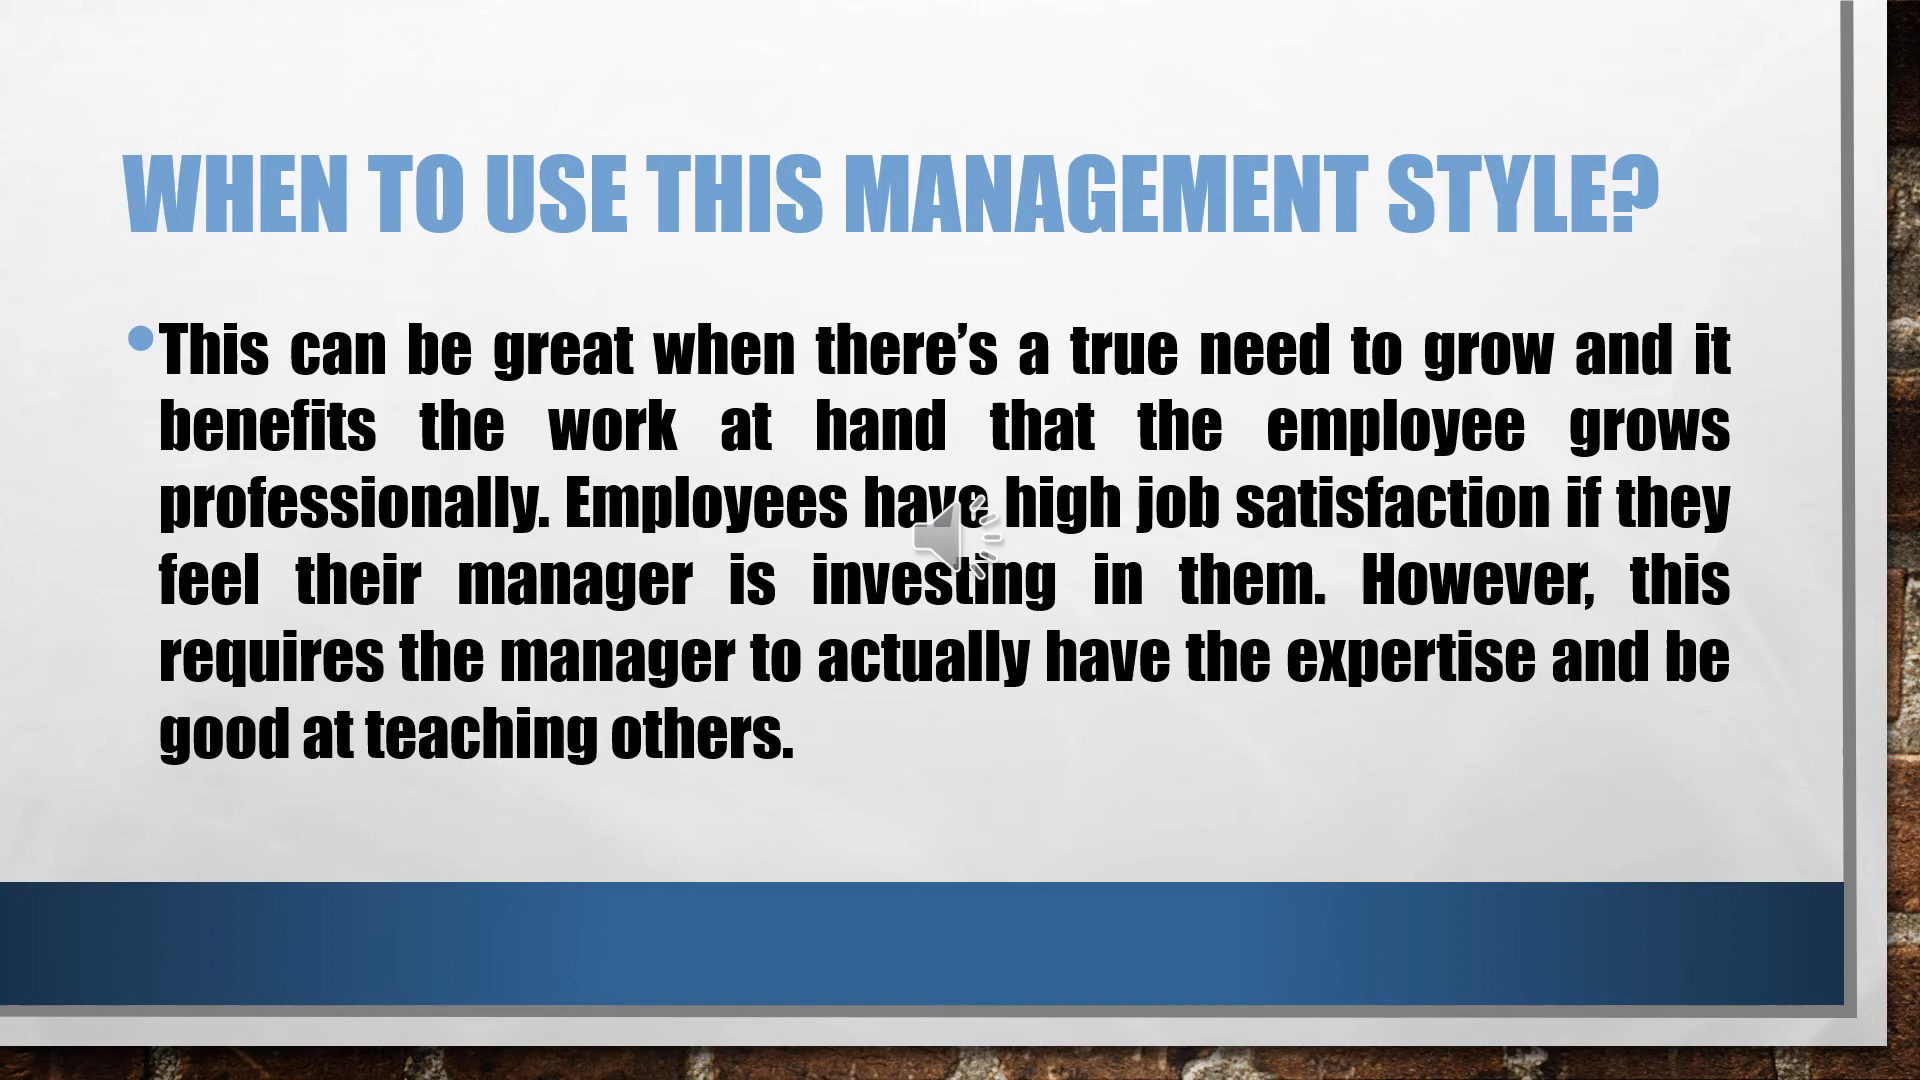 WHEN TO USE THIS MANAGEMENT STYLE?
•This can be great when there’s a true need to grow and it
benefits the work at hand that the employee grows
professionally. Employees have high job satisfaction if they
feel their manager is investing in them. However, this
requires the manager to actually have the expertise and be
good at teaching others.